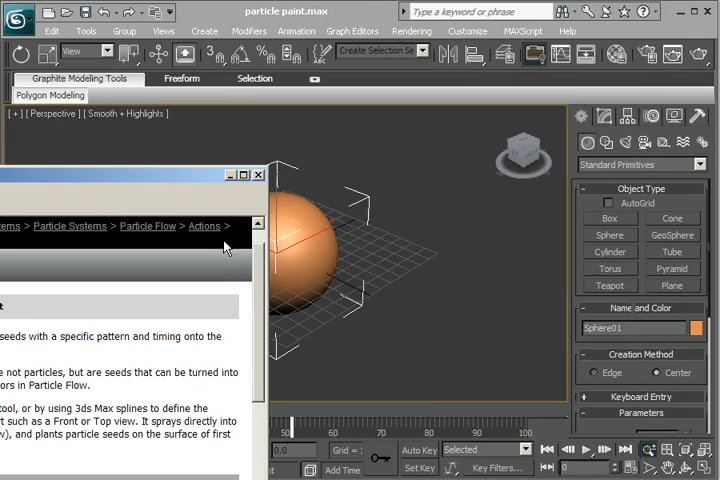 particle paint.max
Type a keyword or phrase
Edit
Tools
Group
Views
Create
Modifiers
Animation
Graph Editors
Rendering
Customize
MAXScript
Help
View
3
Create Selection Se
Graphite Modeling Tools
Freeform
Selection
Polygon Modeling
[ + ] [ Perspective ] [ Smooth + Highlights ]
Standard Primitives
Object Type
AutoGrid
Box
Cone
Sphere
GeoSphere
Cylinder
Tube
Torus
Pyramid
Teapot
Plane
Name and Color
Sphere01
Creation Method
Edge
Center
Keyboard Entry
Parameters
tems > Particle Systems > Particle Flow > Actions >
t
seeds with a specific pattern and timing onto the
e not particles, but are seeds that can be turned into
ors in Particle Flow.
tool, or by using 3ds Max splines to define the
rt such as a Front or Top view. It sprays directly into
w), and plants particle seeds on the surface of first
50
60
70
80
90
100
0.0
Grid =
Auto Key
Selected
Add Time
Set Key
Key Filters...
0